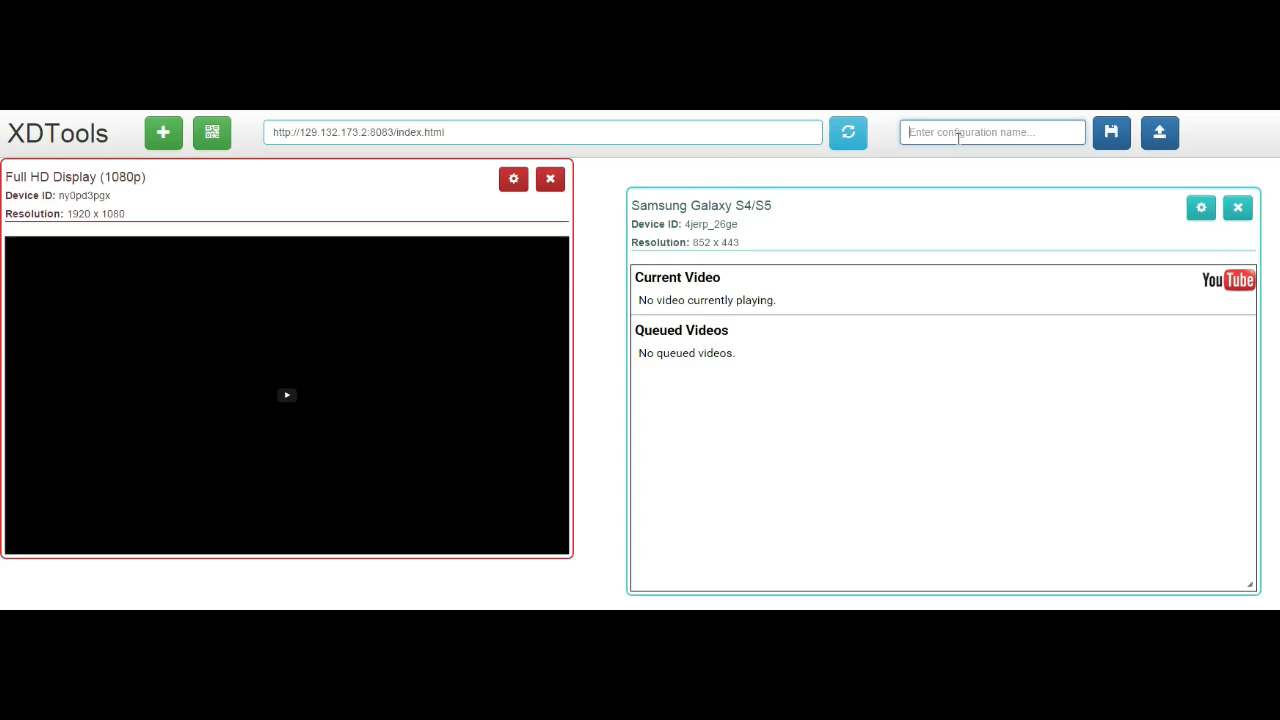 XDTools
http://129.132.173.2:8083/index.html
Enter configuration name...
Full HD Display (1080p)
Device ID: ny0pd3pgx
Resolution: 1920 x 1080
Samsung Galaxy S4/S5
Device ID: 4jerp_26ge
Resolution: 852 x 443
Current Video
YouTube
No video currently playing.
Queued Videos
No queued videos.